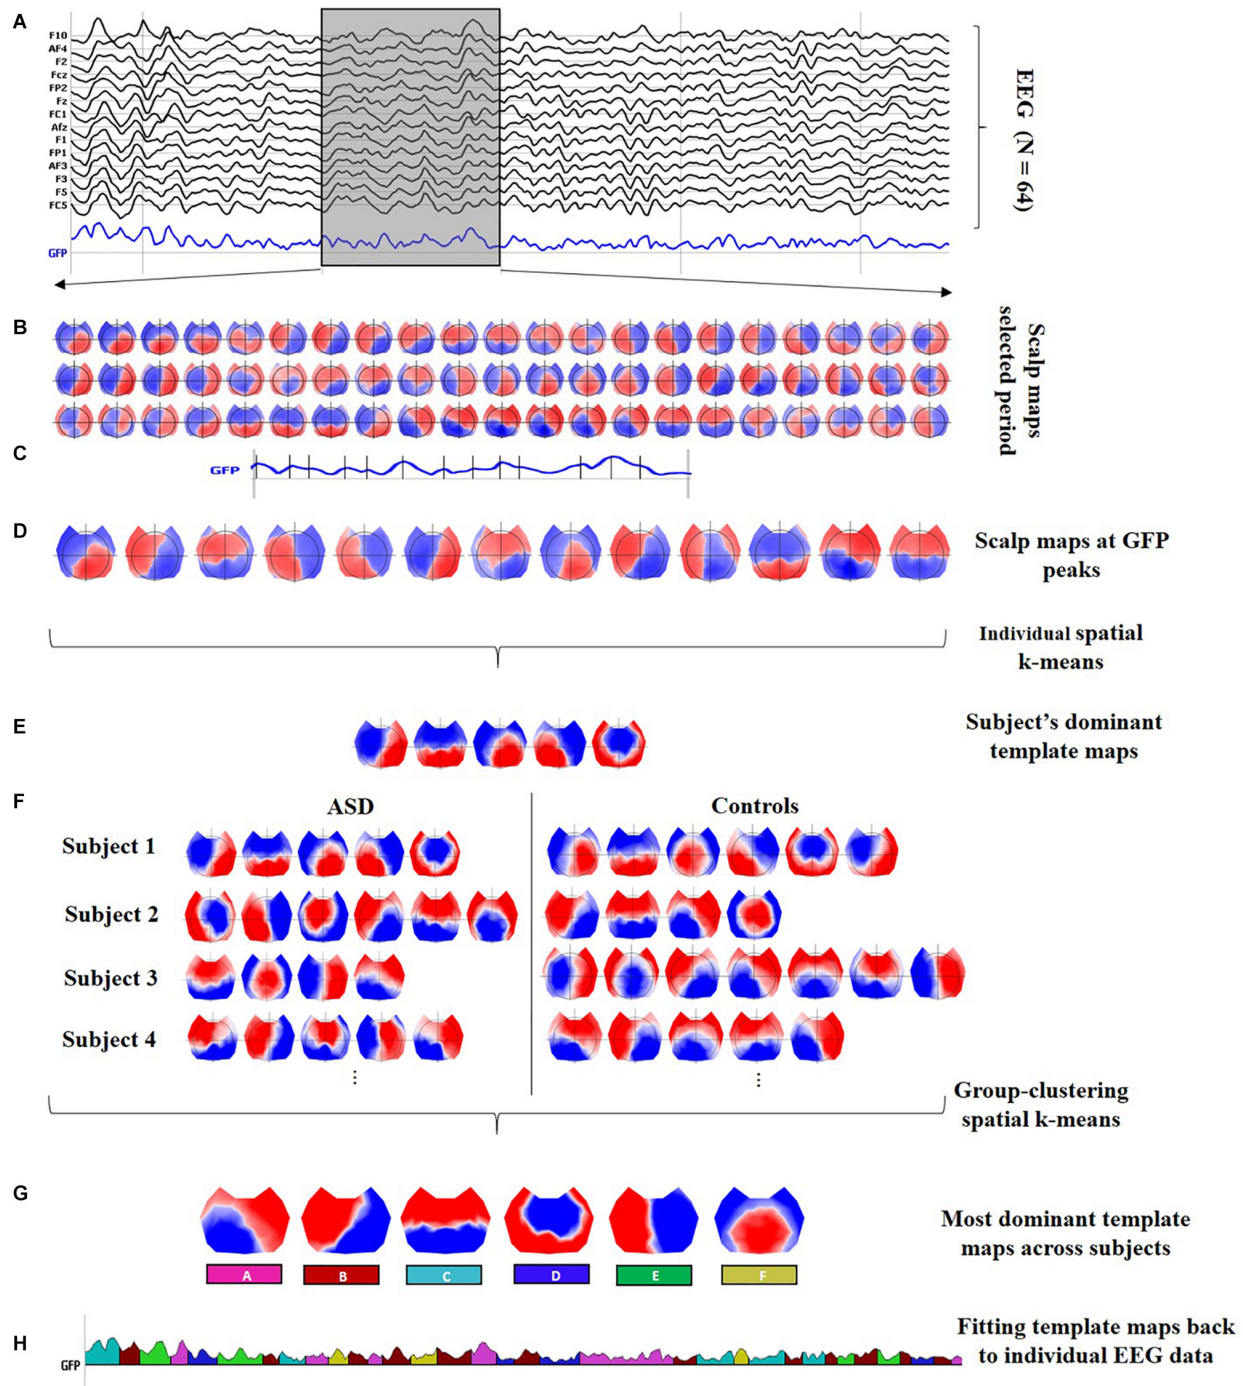 A
F10
AF4
F2
Fcz
FP2
Fz
FC1
Afz
F1
FP1
AF3
F3
F5
FC5
GFP
EEG (N = 64)
B
Scalp maps
selected period
C
GFP
D
Scalp maps at GFP
peaks
Individual spatial
k-means
E
Subject's dominant
template maps
F
ASD
Controls
Subject 1
Subject 2
Subject 3
Subject 4
⋮
⋮
Group-clustering
spatial k-means
G
Most dominant template
maps across subjects
A
B
C
D
E
F
H
GFP
Fitting template maps back
to individual EEG data